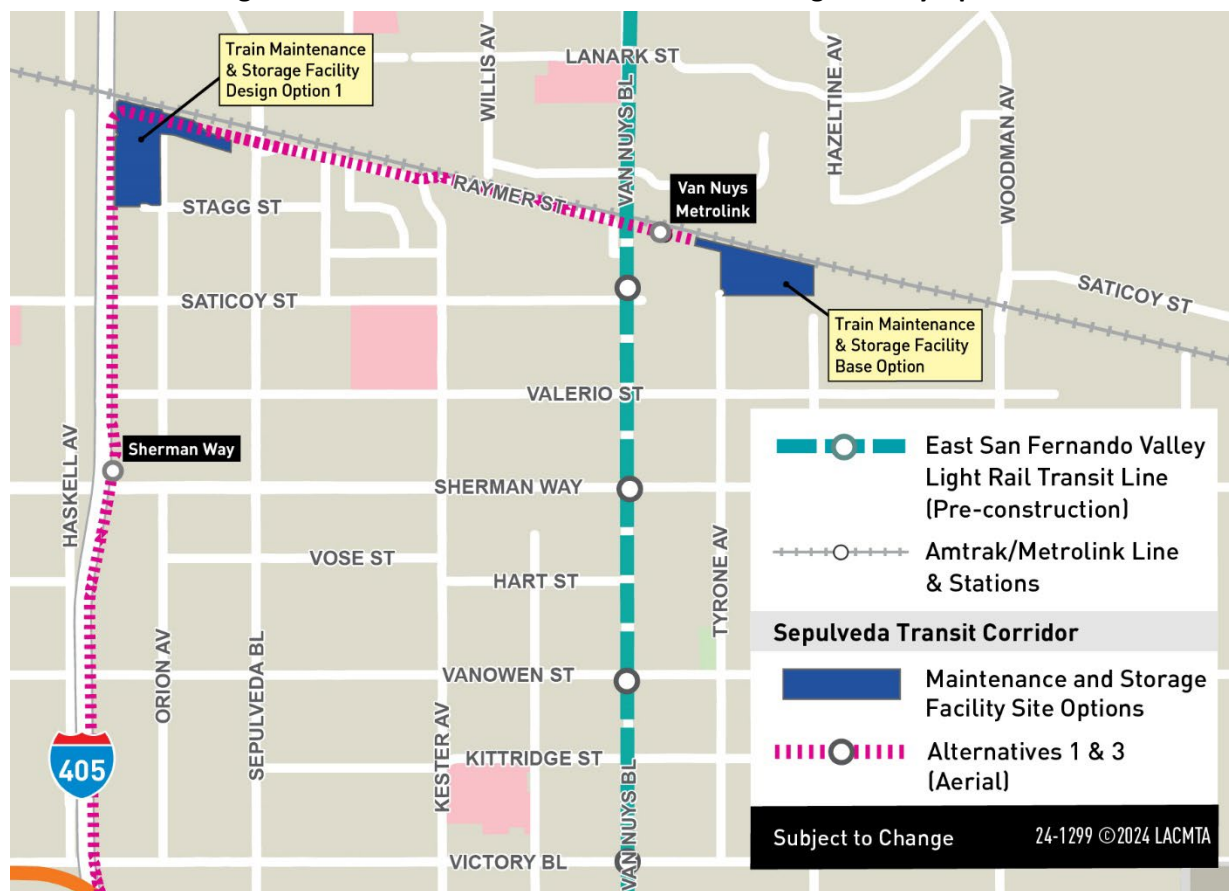 Train Maintenance
& Storage Facility
Design Option 1
WILLIS AV
LANARK ST
VAN NUYS BL
HAZELTINE AV
WOODMAN AV
STAGG ST
RAYMER ST
Van Nuys
Metrolink
SATICOY ST
SATICOY ST
Train Maintenance
& Storage Facility
Base Option
VALERIO ST
HASKELL AV
Sherman Way
SHERMAN WAY
VOSE ST
HART ST
TYRONE AV
ORION AV
SEPULVEDA BL
KESTER AV
VANOWEN ST
405
KITTRIDGE ST
VAN NUYS BL
VICTORY BL
East San Fernando Valley
Light Rail Transit Line
(Pre-construction)
Amtrak/Metrolink Line
& Stations
Sepulveda Transit Corridor
Maintenance and Storage
Facility Site Options
Alternatives 1 & 3
(Aerial)
Subject to Change
24-1299 ©2024 LACMTA